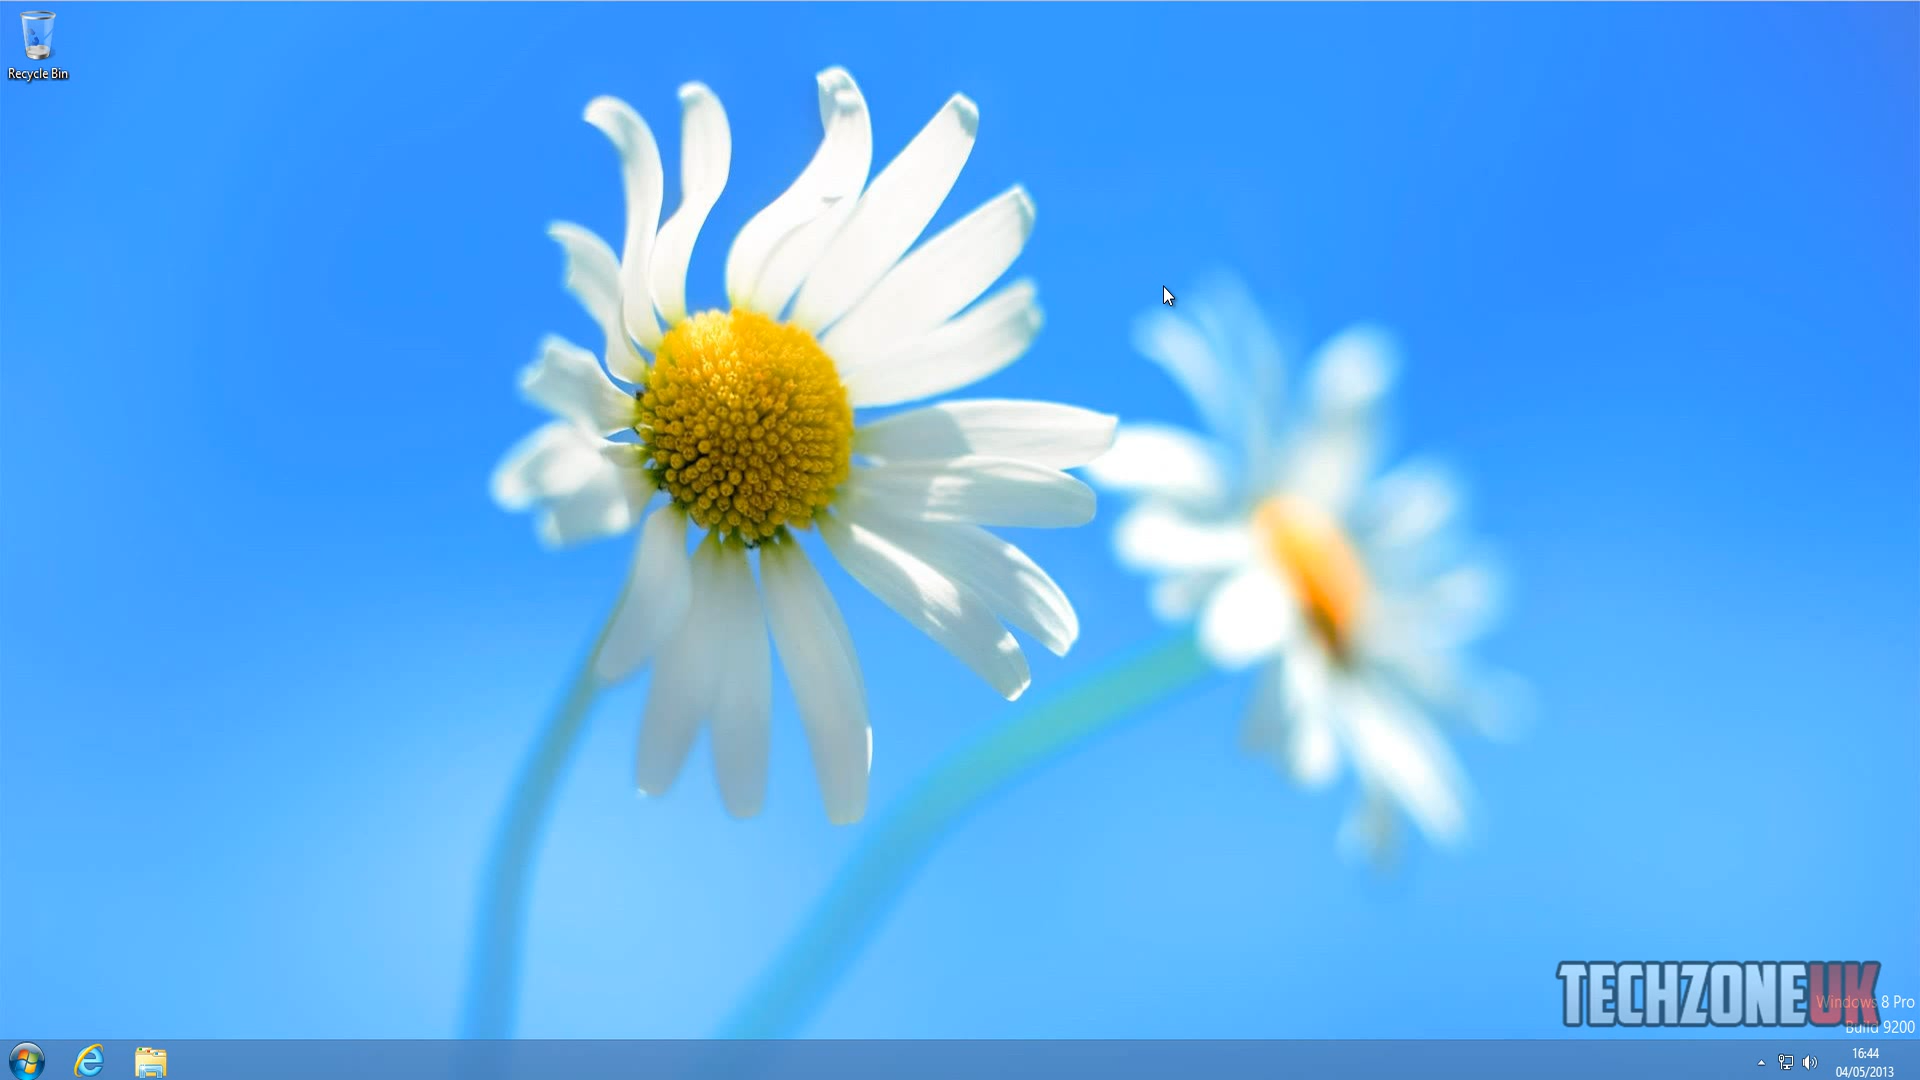 Recycle Bin
TECHZONEUK
Windows 8 Pro
Build 9200
16:44
04/05/2013